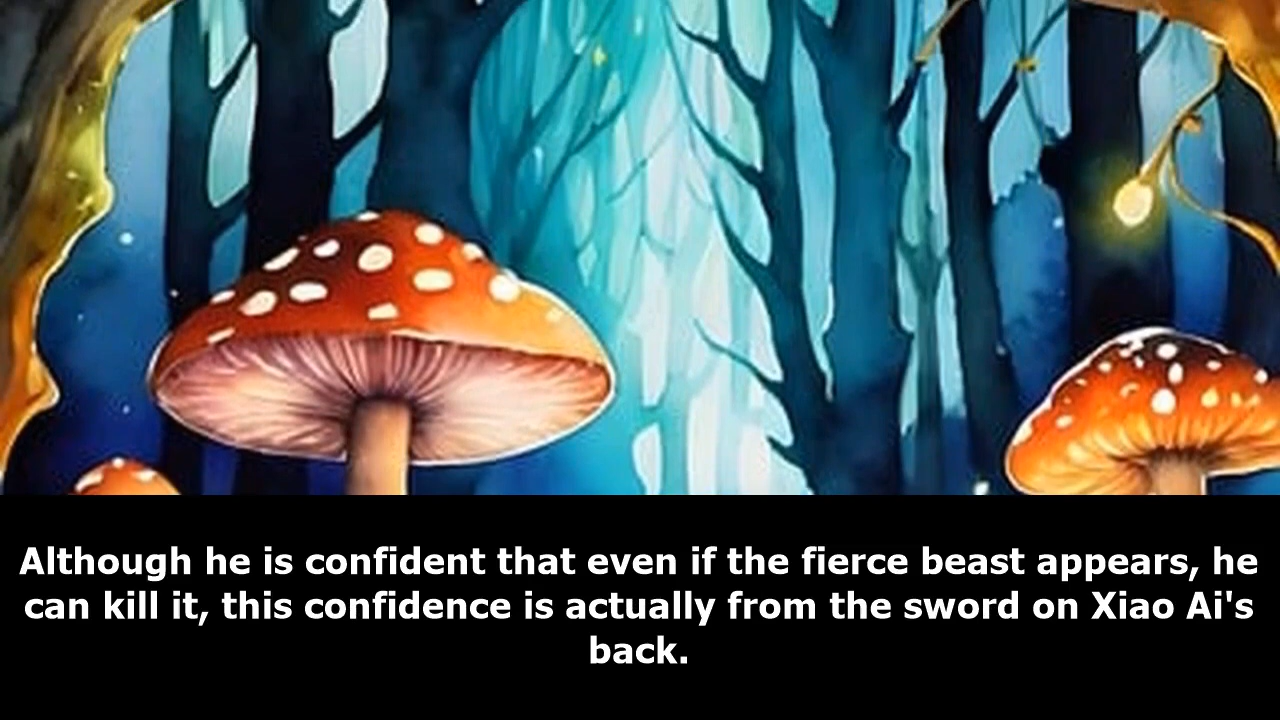 Although he is confident that even if the fierce beast appears, he
can kill it, this confidence is actually from the sword on Xiao Ai's
back.